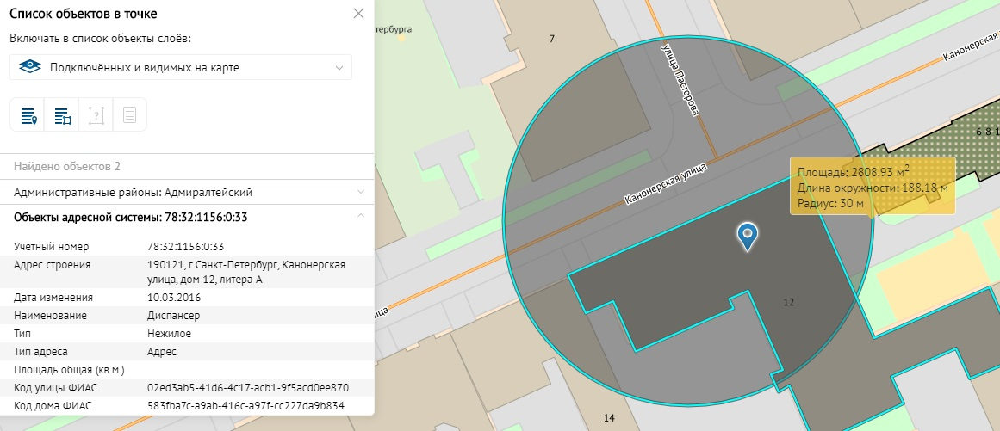 Список объектов в точке
Включать в список объекты слоёв:
Подключённых и видимых на карте
Найдено объектов 2
Административные районы: Адмиралтейский
Объекты адресной системы: 78:32:1156:0:33
Учетный номер 78:32:1156:0:33
Адрес строения 190121, г.Санкт-Петербург, Канонерская
улица, дом 12, литера А
Дата изменения 10.03.2016
Наименование Диспансер
Тип Нежилое
Тип адреса Адрес
Площадь общая (кв.м.)
Код улицы ФИАС 02ed3ab5-41d6-4c17-acb1-9f5acd0ee870
Код дома ФИАС 583fba7c-a9ab-416c-a97f-cc227da9b834
тербурга
7
улица Пасторова
Канонерская
6-8-1
Канонерская улица
Площадь: 2808.93 м²
Длина окружности: 188.18 м
Радиус: 30 м
12
ица
14